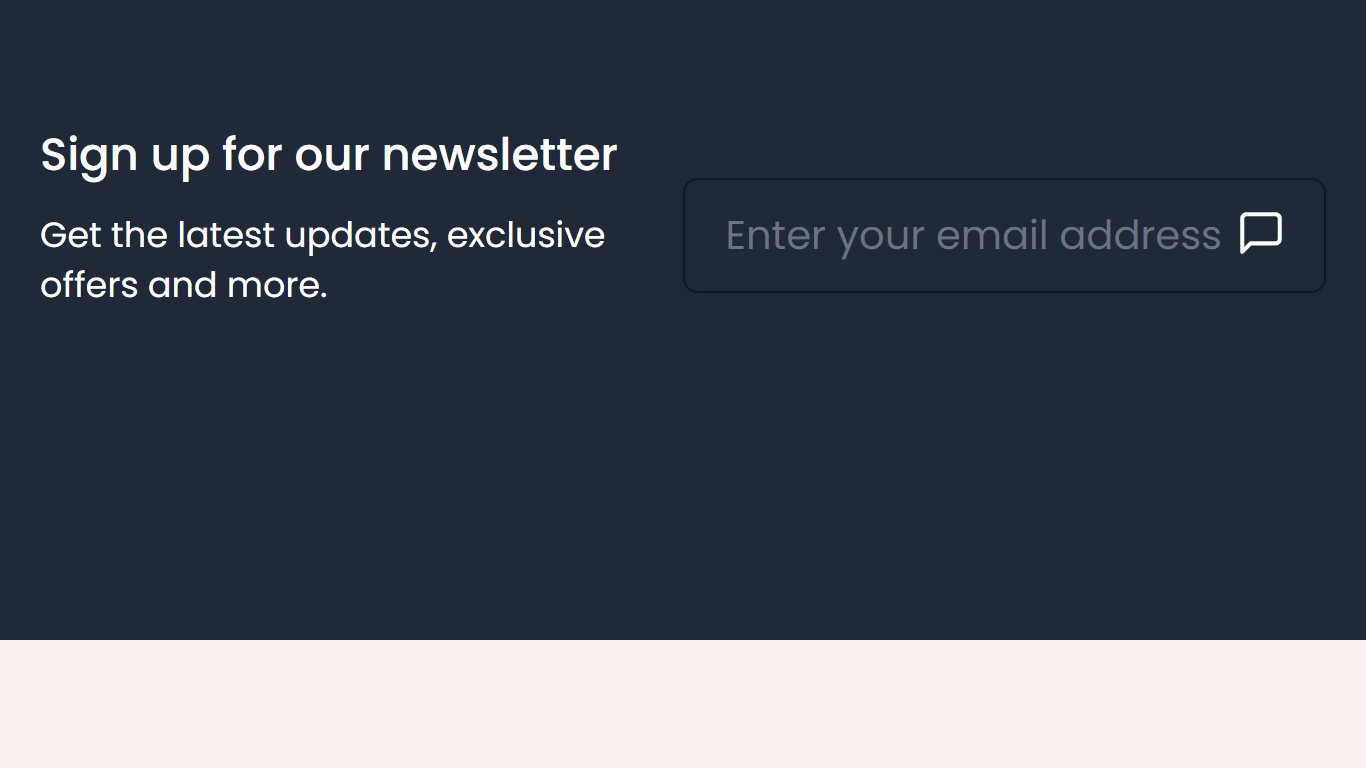 Sign up for our newsletter
Get the latest updates, exclusive
offers and more.
Enter your email address